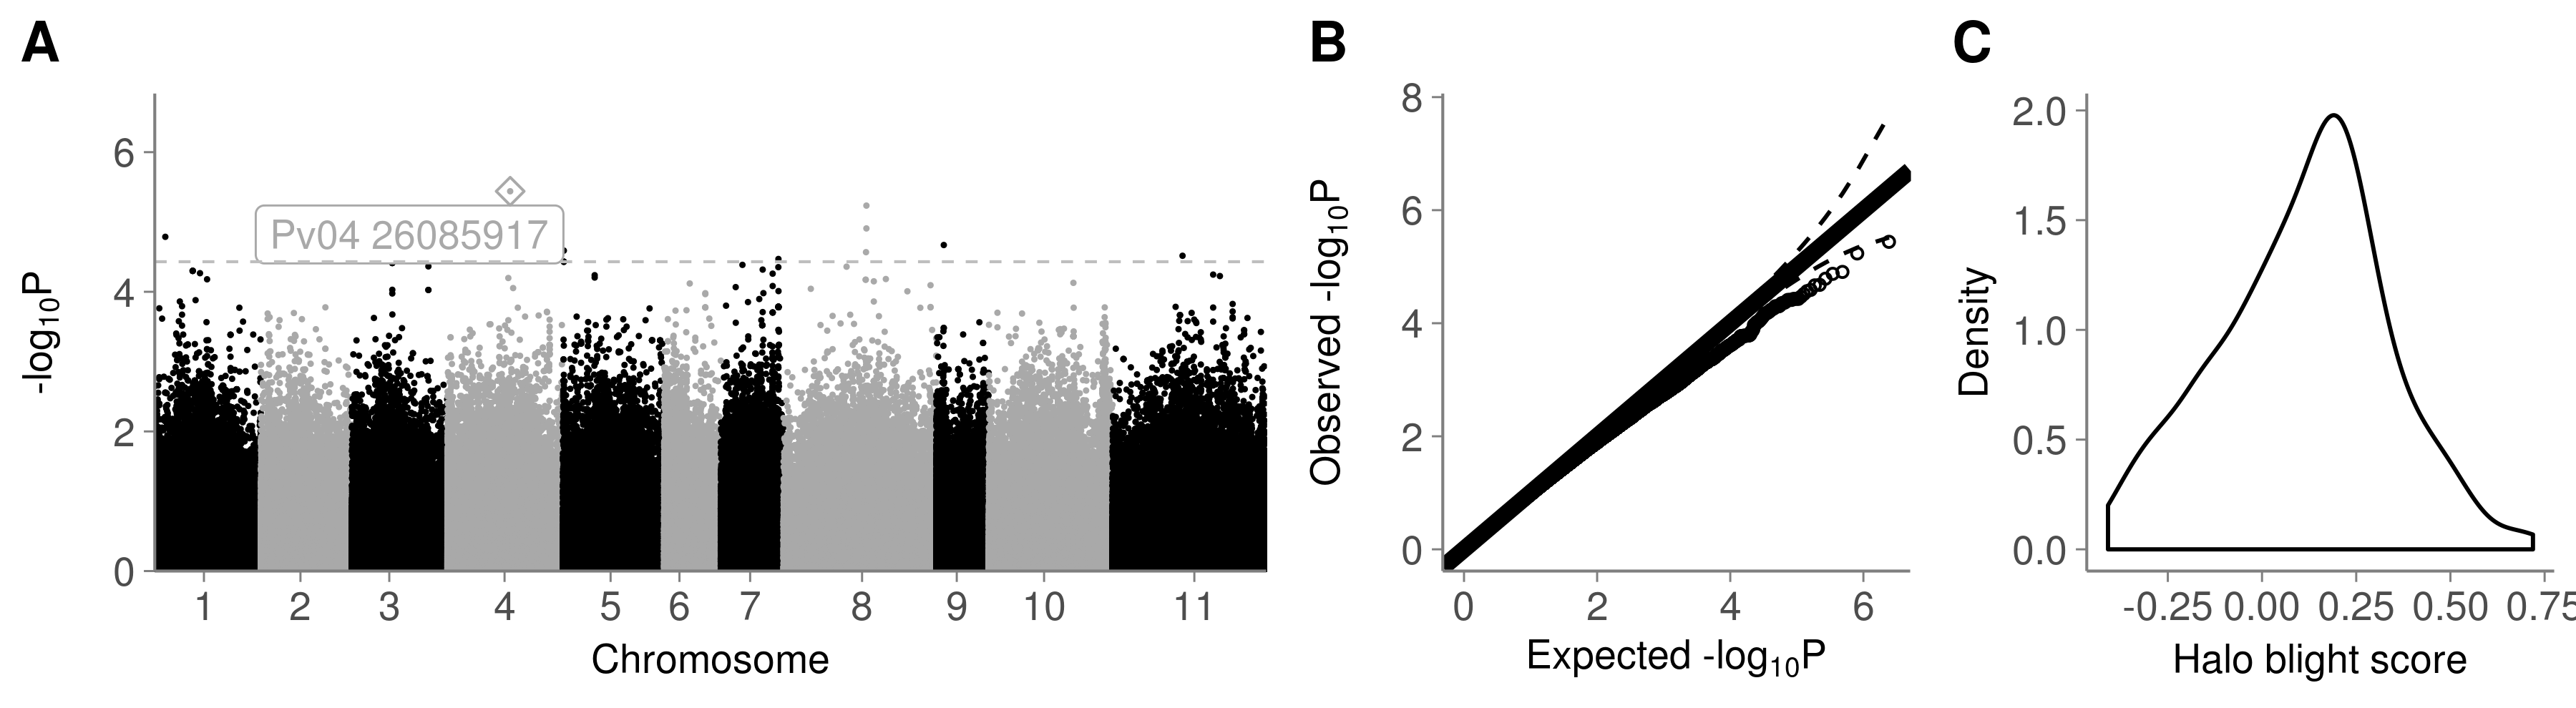 A
-log10P
6
4
2
0
Pv04 26085917
1 2 3 4 5 6 7 8 9 10 11
Chromosome
B
Observed -log10P
8
6
4
2
0
0 2 4 6
Expected -log10P
C
Density
2.0
1.5
1.0
0.5
0.0
-0.25 0.00 0.25 0.50 0.75
Halo blight score